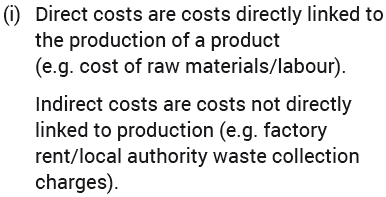 (i) Direct costs are costs directly linked to
the production of a product
(e.g. cost of raw materials/labour).
Indirect costs are costs not directly
linked to production (e.g. factory
rent/local authority waste collection
charges).